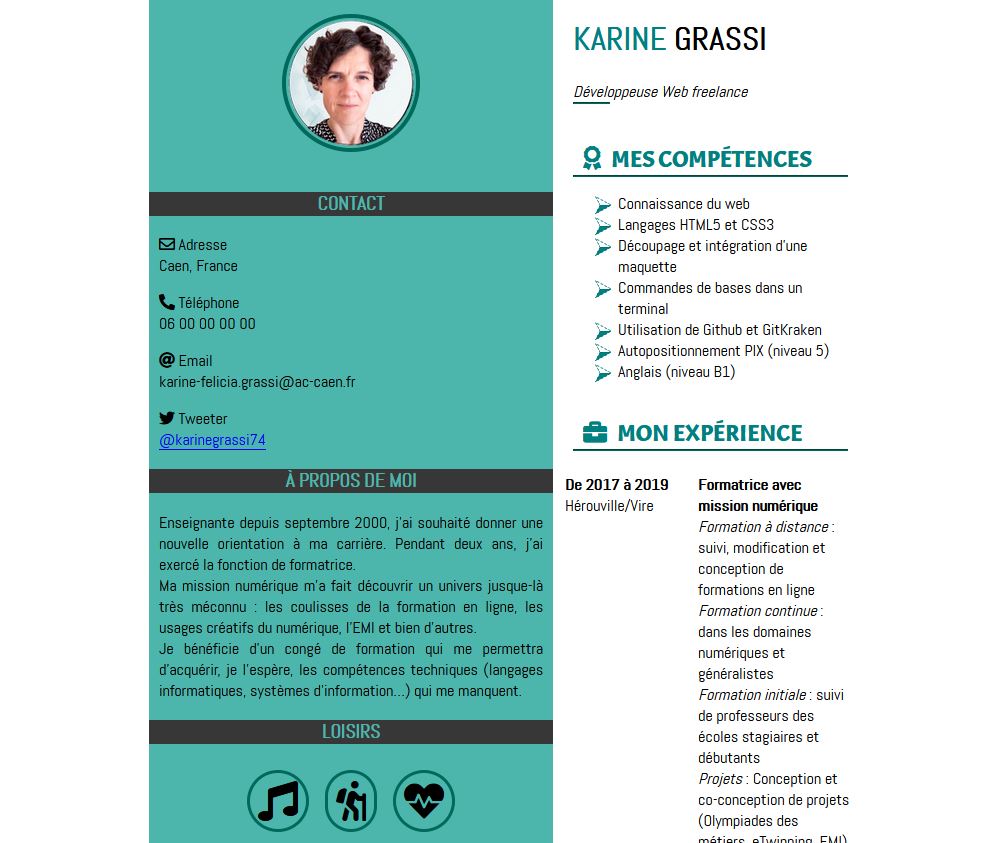 CONTACT
Adresse
Caen, France
Téléphone
06 00 00 00 00
Email
karine-felicia.grassi@ac-caen.fr
Tweeter
@karinegrassi74
À PROPOS DE MOI
Enseignante depuis septembre 2000, j'ai souhaité donner une
nouvelle orientation à ma carrière. Pendant deux ans, j'ai
exercé la fonction de formatrice.
Ma mission numérique m'a fait découvrir un univers jusque-là
très méconnu : les coulisses de la formation en ligne, les
usages créatifs du numérique, l'EMI et bien d'autres.
Je bénéficie d'un congé de formation qui me permettra
d'acquérir, je l'espère, les compétences techniques (langages
informatiques, systèmes d'information...) qui me manquent.
LOISIRS
KARINE GRASSI
Développeuse Web freelance
MES COMPÉTENCES
Connaissance du web
Langages HTML5 et CSS3
Découpage et intégration d'une
maquette
Commandes de bases dans un
terminal
Utilisation de Github et GitKraken
Autopositionnement PIX (niveau 5)
Anglais (niveau B1)
MON EXPÉRIENCE
De 2017 à 2019
Hérouville/Vire
Formatrice avec
mission numérique
Formation à distance :
suivi, modification et
conception de
formations en ligne
Formation continue :
dans les domaines
numériques et
généralistes
Formation initiale : suivi
de professeurs des
écoles stagiaires et
débutants
Projets : Conception et
co-conception de projets
(Olympiades des
métiers, eTwinning, EMI)